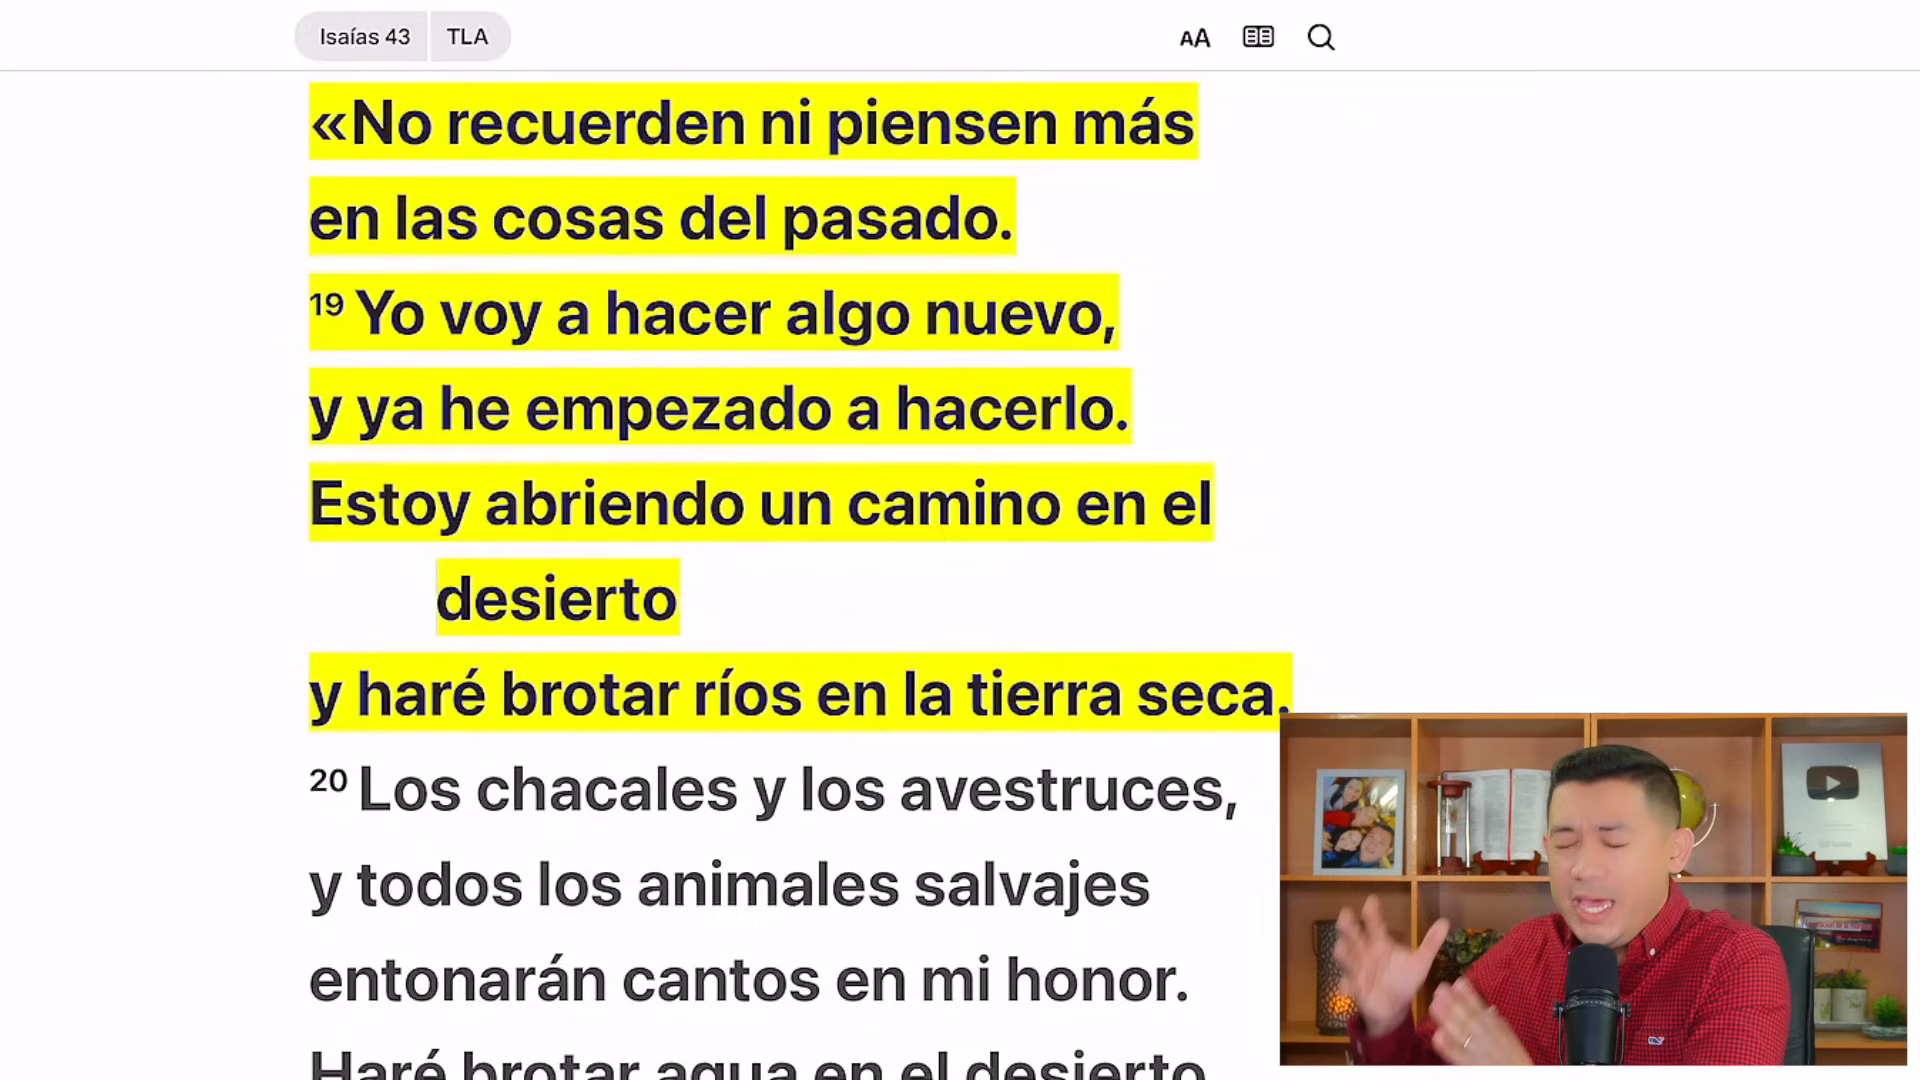 Isaías 43 TLA AA
«No recuerden ni piensen más
en las cosas del pasado.
19 Yo voy a hacer algo nuevo,
y ya he empezado a hacerlo.
Estoy abriendo un camino en el
desierto
y haré brotar ríos en la tierra seca.
20 Los chacales y los avestruces,
y todos los animales salvajes
entonarán cantos en mi honor.
Haré brotar agua en el desierto